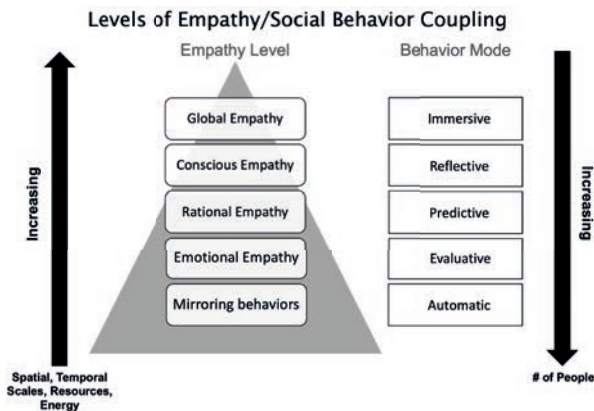 Levels of Empathy/Social Behavior Coupling
Empathy Level
Behavior Mode
Global Empathy
Immersive
Conscious Empathy
Reflective
Rational Empathy
Predictive
Emotional Empathy
Evaluative
Mirroring behaviors
Automatic
Increasing
Increasing
Spatial, Temporal
Scales, Resources,
Energy
# of People